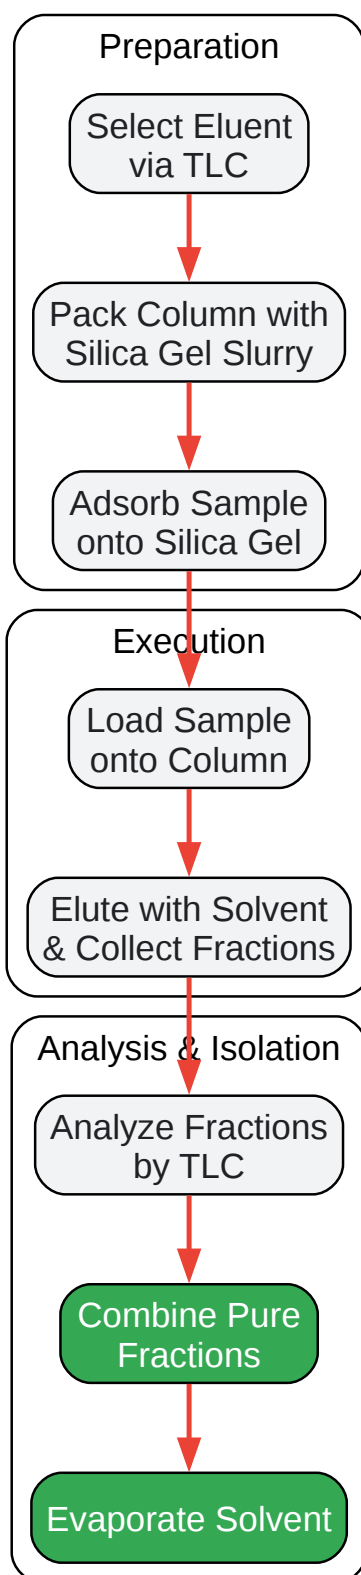 Preparation
Select Eluent
via TLC
Pack Column with
Silica Gel Slurry
Adsorb Sample
onto Silica Gel
Execution
Load Sample
onto Column
Elute with Solvent
& Collect Fractions
Analysis & Isolation
Analyze Fractions
by TLC
Combine Pure
Fractions
Evaporate Solvent